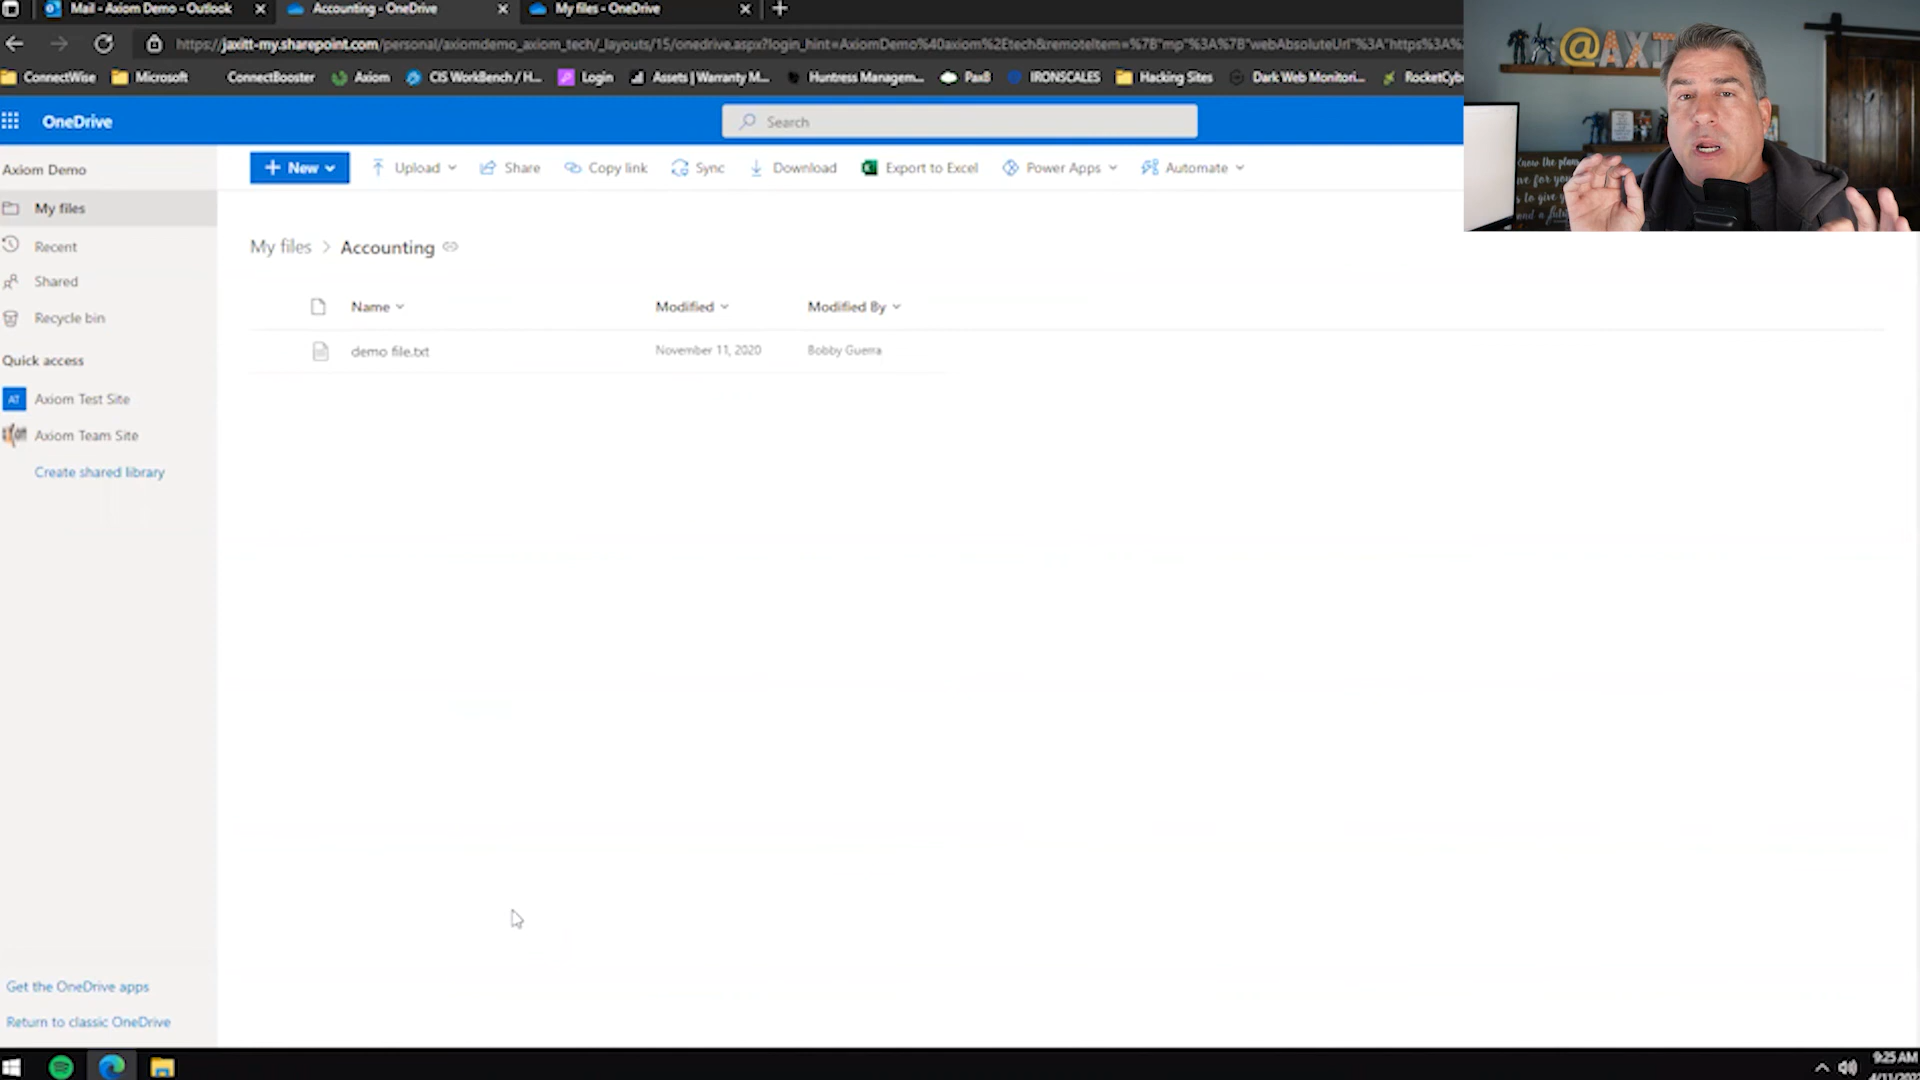 Mail - Axiom Demo - Outlook
Accounting - OneDrive
My files - OneDrive
https://jaxitt-my.sharepoint.com/personal/axiomdemo_axiom_tech/_layouts/15/onedrive.aspx?login_hint=AxiomDemo%40axiom%2Etech&remoteItem=%7B"mp"%3A%7B"webAbsoluteUrl"%3A"https%3A%
ConnectWise
Microsoft
ConnectBooster
Axiom
CIS WorkBench / H...
Login
Assets | Warranty M...
Huntress Managem...
Pax8
IRONSCALES
Hacking Sites
Dark Web Monitori...
RocketCyb
@AXI
OneDrive
Search
Axiom Demo
New
Upload
Share
Copy link
Sync
Download
Export to Excel
Power Apps
Automate
My files
Recent
Shared
Recycle bin
My files > Accounting
Name
Modified
Modified By
demo file.txt
November 11, 2020
Bobby Guerra
Quick access
AT Axiom Test Site
Axiom Team Site
Create shared library
Get the OneDrive apps
Return to classic OneDrive
9:25 AM